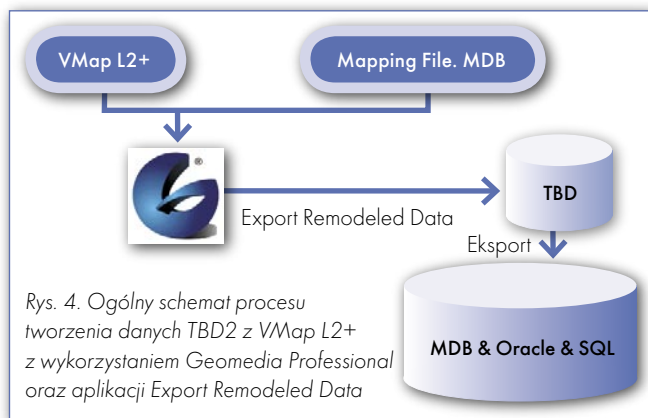 VMap L2+
Mapping File. MDB
®
Export Remodeled Data
TBD
Eksport
MDB & Oracle & SQL
Rys. 4. Ogólny schemat procesu
tworzenia danych TBD2 z VMap L2+
z wykorzystaniem Geomedia Professional
oraz aplikacji Export Remodeled Data